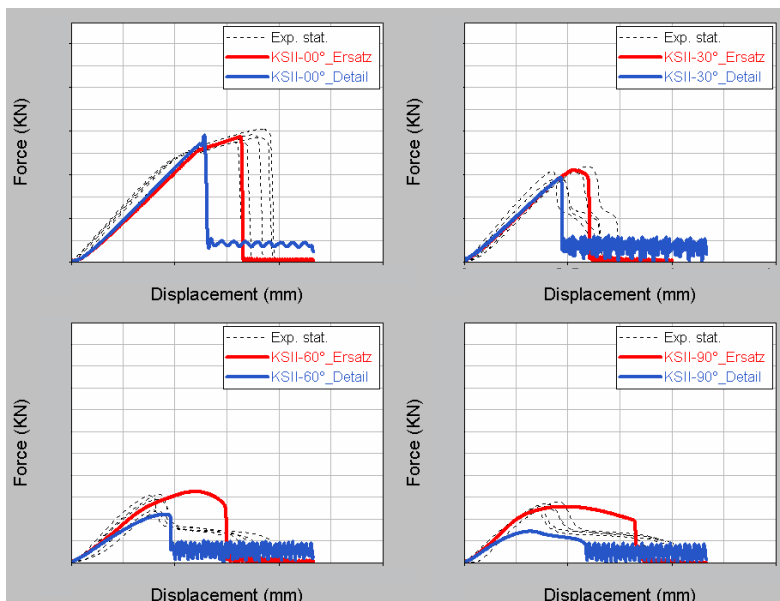 Exp. stat.
KSII-00°_Ersatz
KSII-00°_Detail
Force (KN)
Displacement (mm)
Exp. stat.
KSII-30°_Ersatz
KSII-30°_Detail
Force (KN)
Displacement (mm)
Exp. stat.
KSII-60°_Ersatz
KSII-60°_Detail
Force (KN)
Displacement (mm)
Exp. stat.
KSII-90°_Ersatz
KSII-90°_Detail
Force (KN)
Displacement (mm)